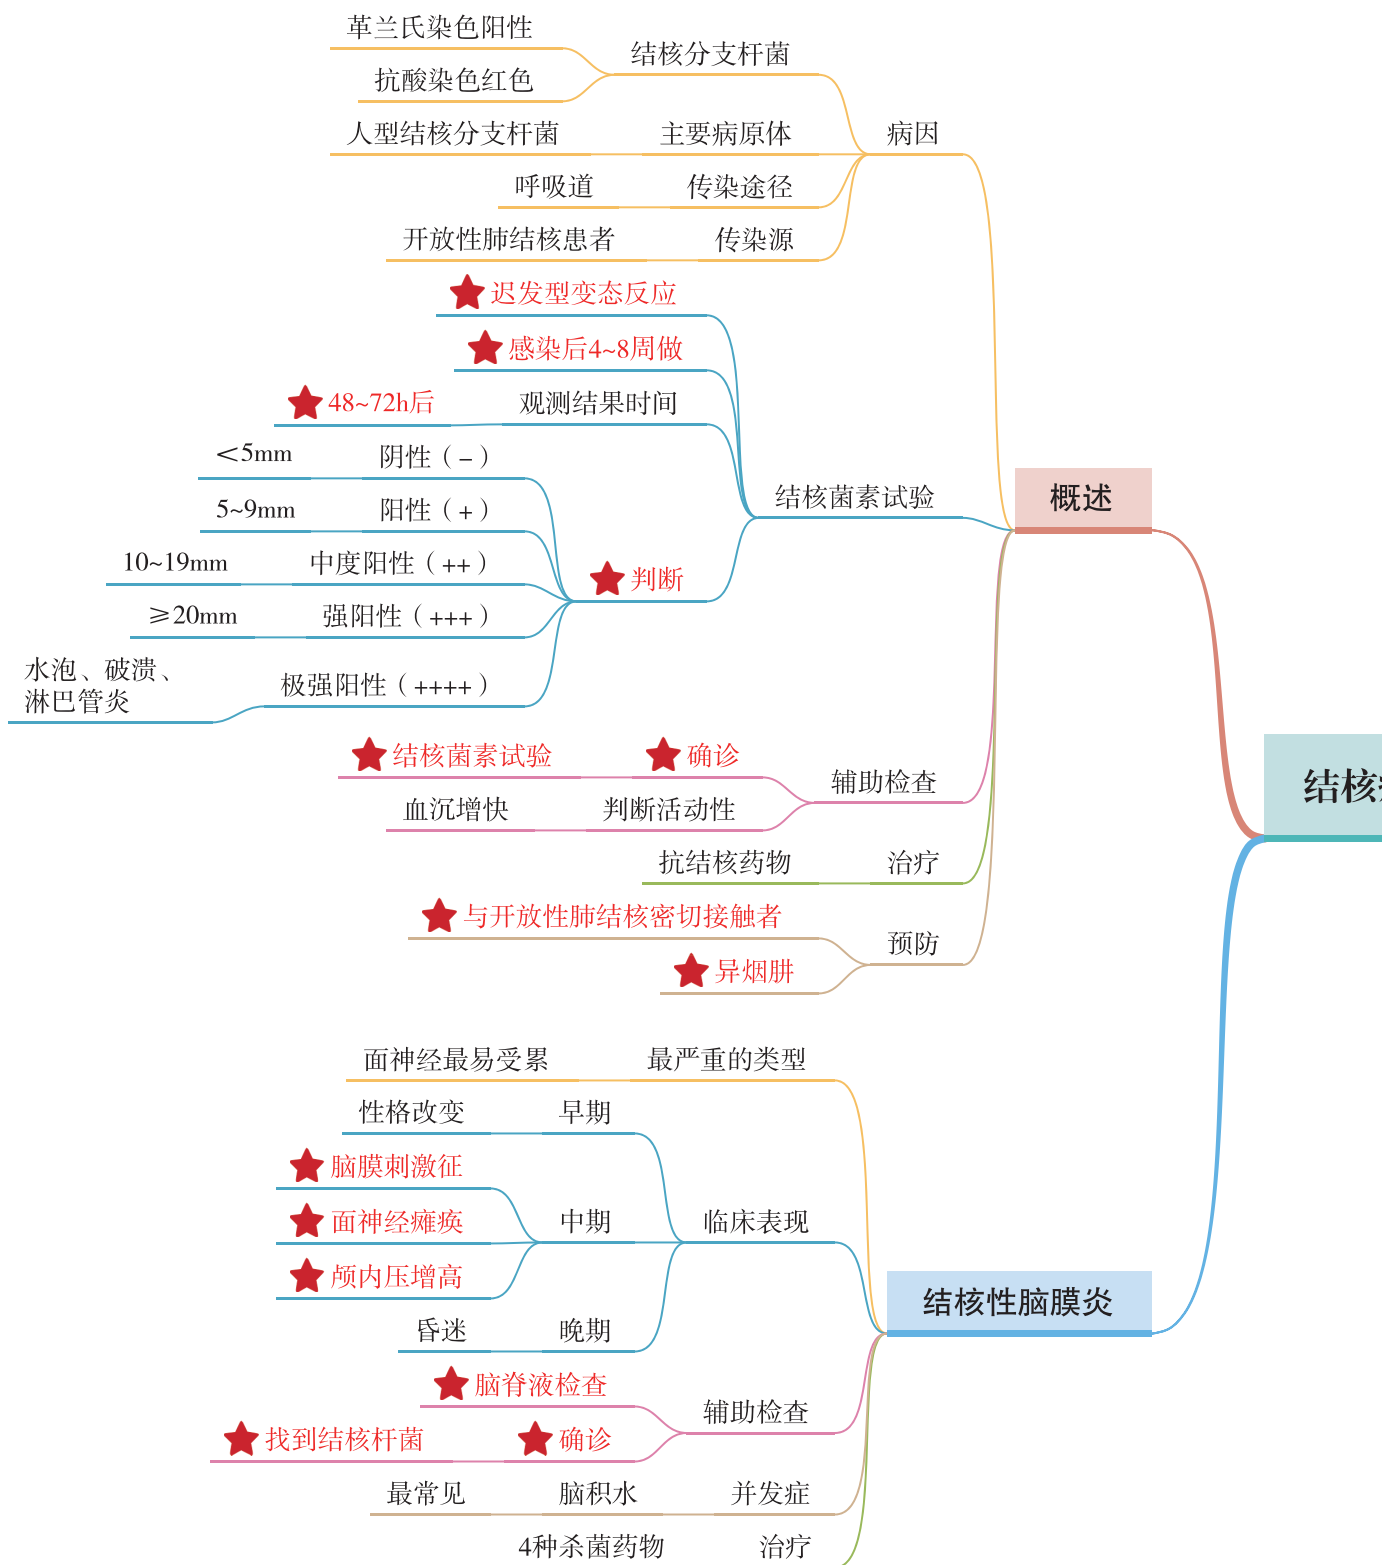 革兰氏染色阳性
结核分支杆菌
抗酸染色红色
人型结核分支杆菌
主要病原体
病因
呼吸道
传染途径
开放性肺结核患者
传染源
迟发型变态反应
感染后4~8周做
48~72h后
观测结果时间
<5mm
阴性（-）
结核菌素试验
概述
5~9mm
阳性（+）
10~19mm
中度阳性（++）
判断
≥20mm
强阳性（+++）
水泡、破溃、
淋巴管炎
极强阳性（++++）
结核菌素试验
确诊
辅助检查
血沉增快
判断活动性
结核
抗结核药物
治疗
与开放性肺结核密切接触者
预防
异烟肼
面神经最易受累
最严重的类型
性格改变
早期
脑膜刺激征
面神经瘫痪
中期
临床表现
颅内压增高
结核性脑膜炎
昏迷
晚期
脑脊液检查
辅助检查
找到结核杆菌
确诊
最常见
脑积水
并发症
4种杀菌药物
治疗